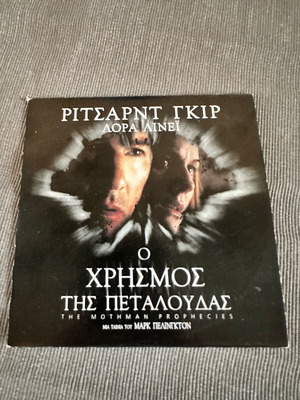 ΡΙΤΣΑΡΝΤ ΓΚΙΡ
ΛΟΡΑ ΛΙΝΕΪ
Ο
ΧΡΗΣΜΟΣ
ΤΗΣ ΠΕΤΑΛΟΥΔΑΣ
THE MOTHMAN PROPHECIES
ΜΙΑ ΤΑΙΝΙΑ ΤΟΥ ΜΑΡΚ ΠΕΛΙΝΓΚΤΟΝ